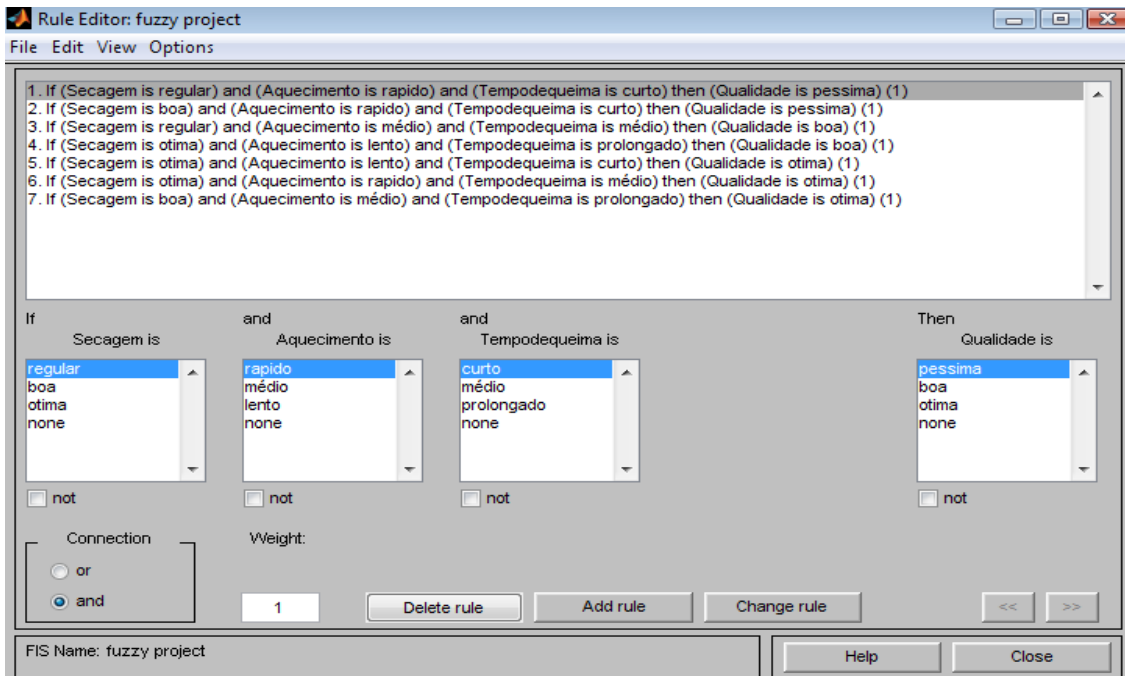 Rule Editor: fuzzy project
File Edit View Options
1. If (Secagem is regular) and (Aquecimento is rapido) and (Tempodequeima is curto) then (Qualidade is pessima) (1)
2. If (Secagem is boa) and (Aquecimento is rapido) and (Tempodequeima is curto) then (Qualidade is pessima) (1)
3. If (Secagem is regular) and (Aquecimento is médio) and (Tempodequeima is médio) then (Qualidade is boa) (1)
4. If (Secagem is otima) and (Aquecimento is lento) and (Tempodequeima is prolongado) then (Qualidade is boa) (1)
5. If (Secagem is otima) and (Aquecimento is lento) and (Tempodequeima is curto) then (Qualidade is otima) (1)
6. If (Secagem is otima) and (Aquecimento is rapido) and (Tempodequeima is médio) then (Qualidade is otima) (1)
7. If (Secagem is boa) and (Aquecimento is médio) and (Tempodequeima is prolongado) then (Qualidade is otima) (1)
If and and Then
Secagem is Aquecimento is Tempodequeima is Qualidade is
regular rapido curto pessima
boa médio médio boa
otima lento prolongado otima
none none none none
not not not not
Connection Weight:
or
and 1 Delete rule Add rule Change rule << >>
FIS Name: fuzzy project Help Close